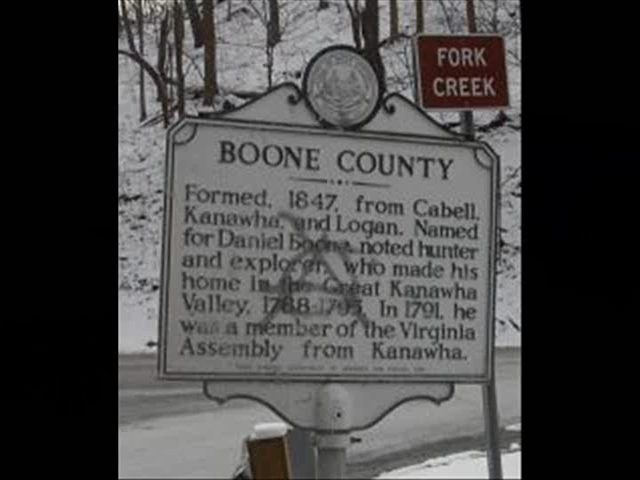 FORK
CREEK
BOONE COUNTY
Formed, 1847, from Cabell,
Kanawha, and Logan. Named
for Daniel Boone, noted hunter
and explorer, who made his
home in the Great Kanawha
Valley, 1788-1795. In 1791, he
was a member of the Virginia
Assembly from Kanawha.